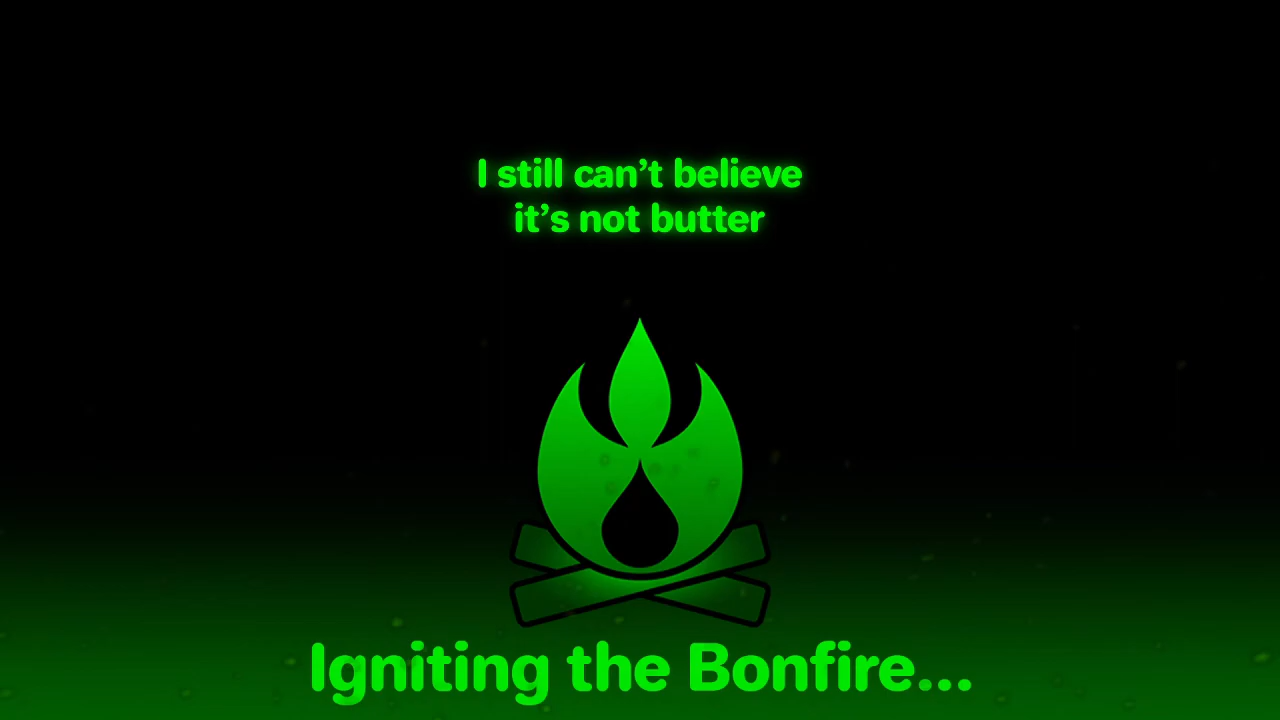 I still can’t believe
it’s not butter
Igniting the Bonfire...